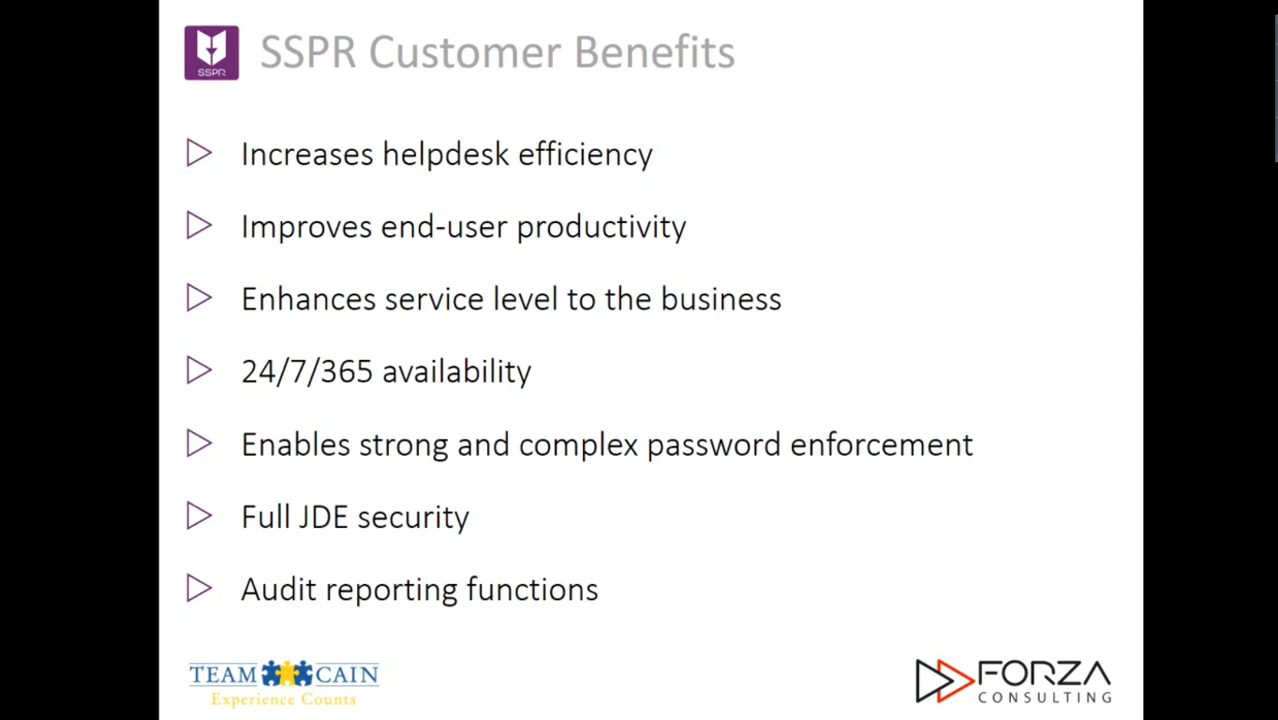 SSPR
SSPR Customer Benefits
Increases helpdesk efficiency
Improves end-user productivity
Enhances service level to the business
24/7/365 availability
Enables strong and complex password enforcement
Full JDE security
Audit reporting functions
TEAM CAIN
Experience Counts
FORZA
CONSULTING